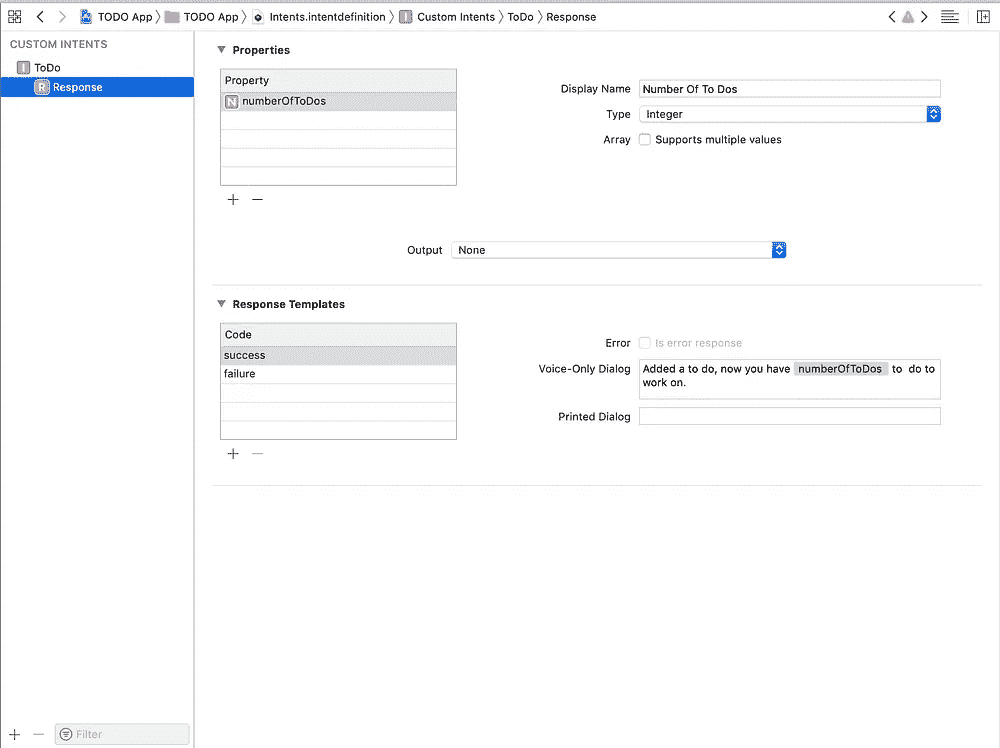 TODO App TODO App Intents.intentdefinition I Custom Intents ToDo Response
CUSTOM INTENTS
I ToDo
R Response
Properties
Property
N numberOfToDos
Display Name Number Of To Dos
Type Integer
Array Supports multiple values
Output None
Response Templates
Code
success
failure
Error Is error response
Voice-Only Dialog Added a to do, now you have numberOfToDos to do to
work on.
Printed Dialog
Filter